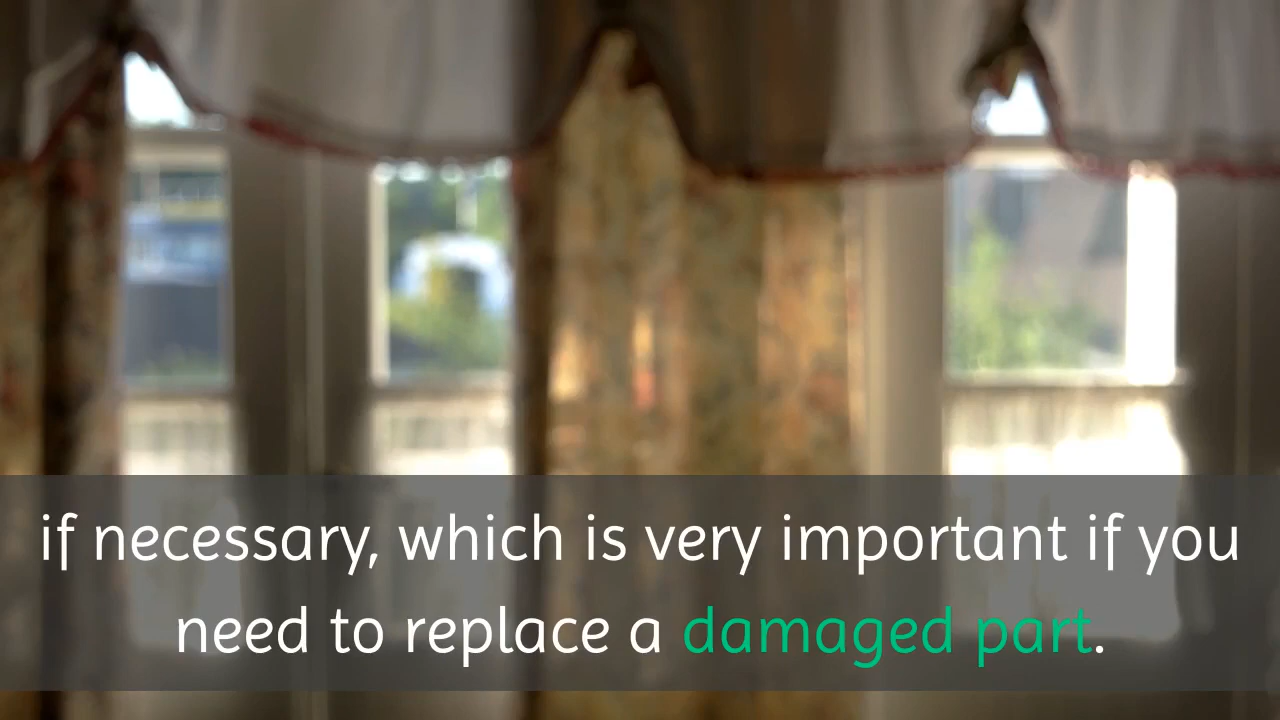 if necessary, which is very important if you
need to replace a damaged part.